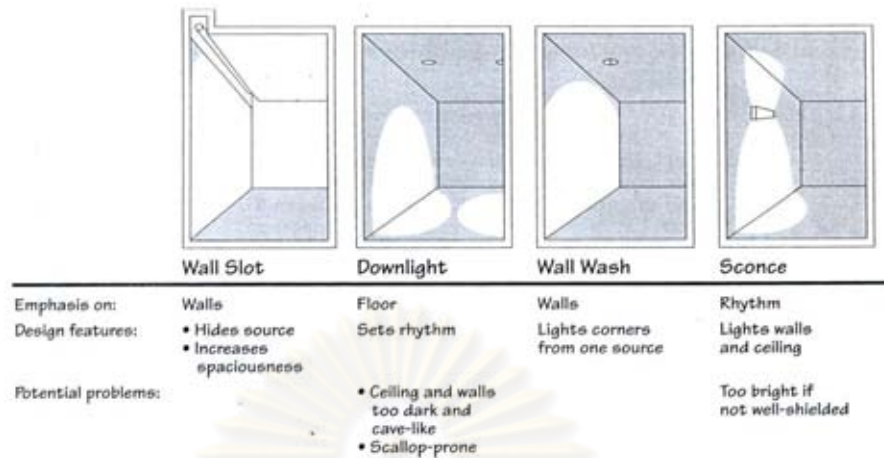 Wall Slot Downlight Wall Wash Sconce
Emphasis on: Walls Floor Walls Rhythm
Design features: • Hides source Sets rhythm Lights corners Lights walls
• Increases from one source and ceiling
spaciousness
Potential problems: • Ceiling and walls Too bright if
too dark and not well-shielded
cave-like
• Scallop-prone